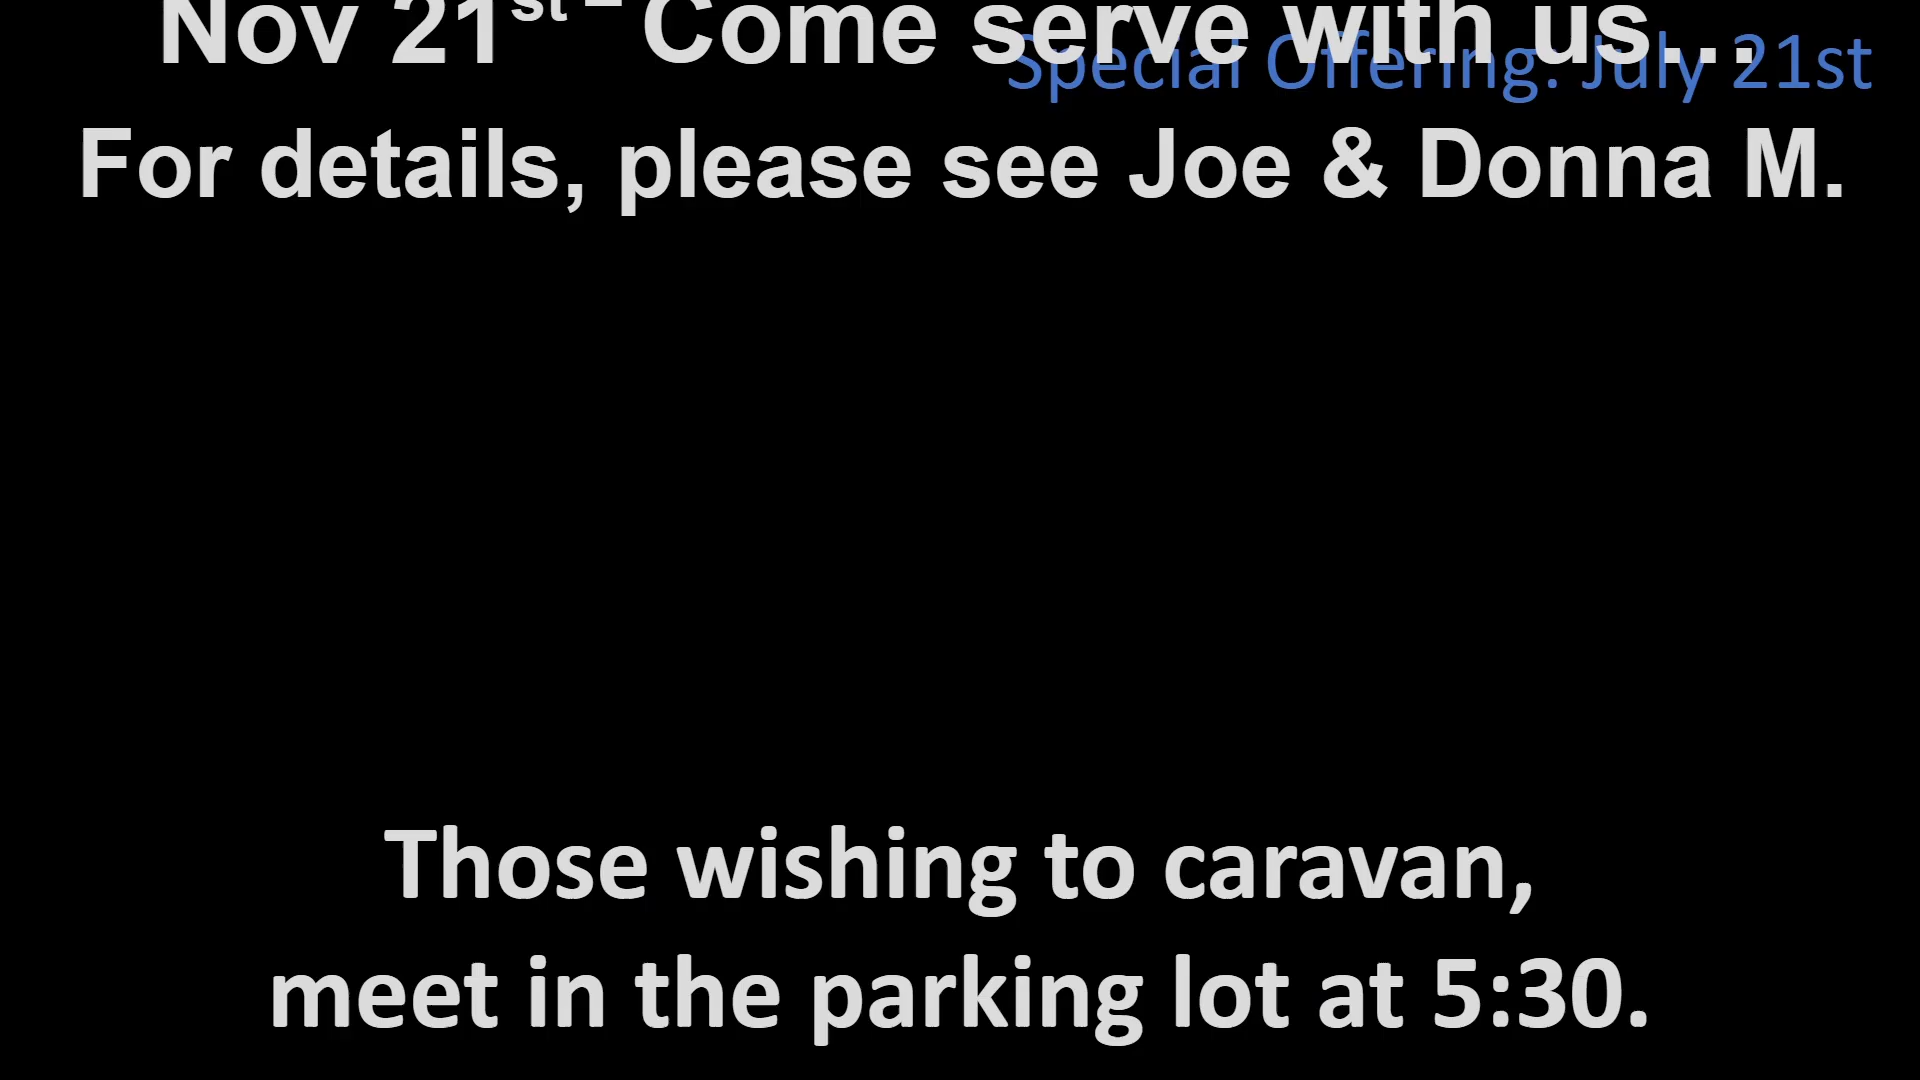 Nov 21st – Come serve with us...
Special Offering: July 21st
For details, please see Joe & Donna M.
Those wishing to caravan,
meet in the parking lot at 5:30.